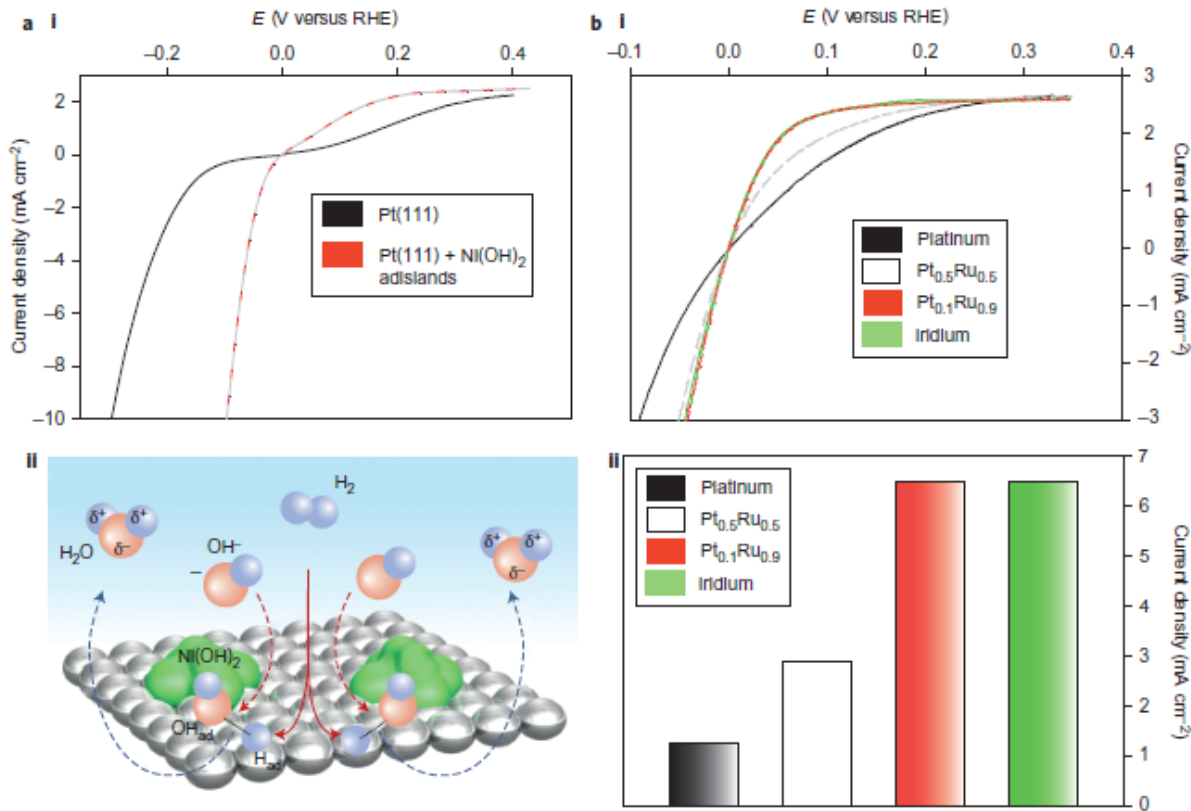 a i
E (V versus RHE)
−0.2 0.0 0.2 0.4
2
0
−2
−4
−6
−8
−10
Current density (mA cm−2)
Pt(111)
Pt(111) + Ni(OH)2
adislands
b i
E (V versus RHE)
−0.1 0.0 0.1 0.2 0.3 0.4
3
2
1
0
−1
−2
−3
Current density (mA cm−2)
Platinum
Pt0.5Ru0.5
Pt0.1Ru0.9
Iridium
ii
H2
δ+ δ+
δ−
H2O
OH−
−
δ+ δ+
δ−
Ni(OH)2
OHad
Had
ii
Platinum
Pt0.5Ru0.5
Pt0.1Ru0.9
Iridium
7
6
5
4
3
2
1
0
Current density (mA cm−2)